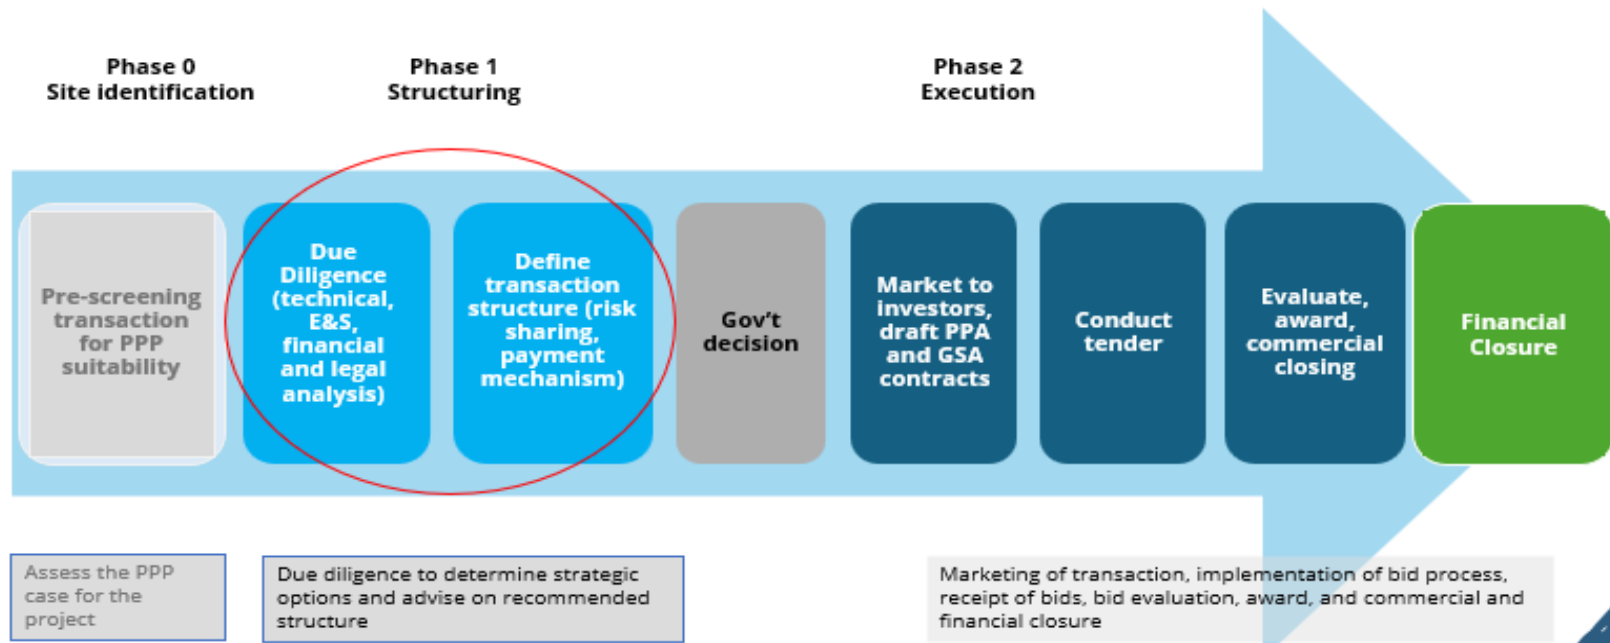 Phase 0
Site identification
Phase 1
Structuring
Phase 2
Execution
Pre-screening
transaction
for PPP
suitability
Due
Diligence
(technical,
E&S,
financial
and legal
analysis)
Define
transaction
structure (risk
sharing,
payment
mechanism)
Gov't
decision
Market to
investors,
draft PPA
and GSA
contracts
Conduct
tender
Evaluate,
award,
commercial
closing
Financial
Closure
Assess the PPP
case for the
project
Due diligence to determine strategic
options and advise on recommended
structure
Marketing of transaction, implementation of bid process,
receipt of bids, bid evaluation, award, and commercial and
financial closure